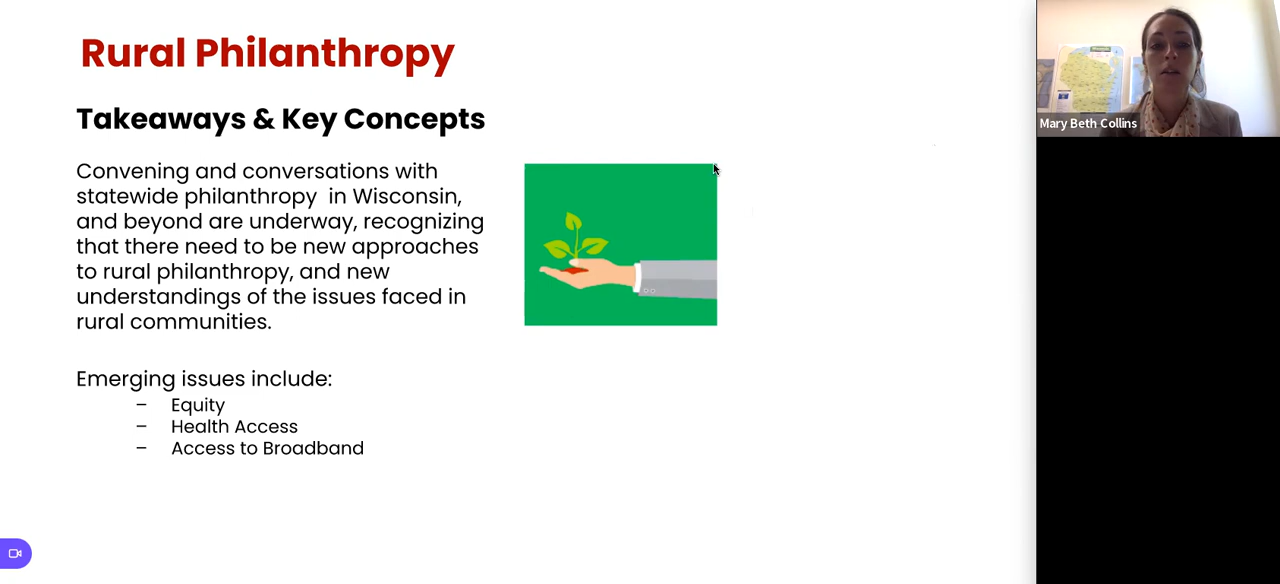 Rural Philanthropy
Takeaways & Key Concepts
Convening and conversations with
statewide philanthropy  in Wisconsin,
and beyond are underway, recognizing
that there need to be new approaches
to rural philanthropy, and new
understandings of the issues faced in
rural communities.
Emerging issues include:
– Equity
– Health Access
– Access to Broadband
Mary Beth Collins